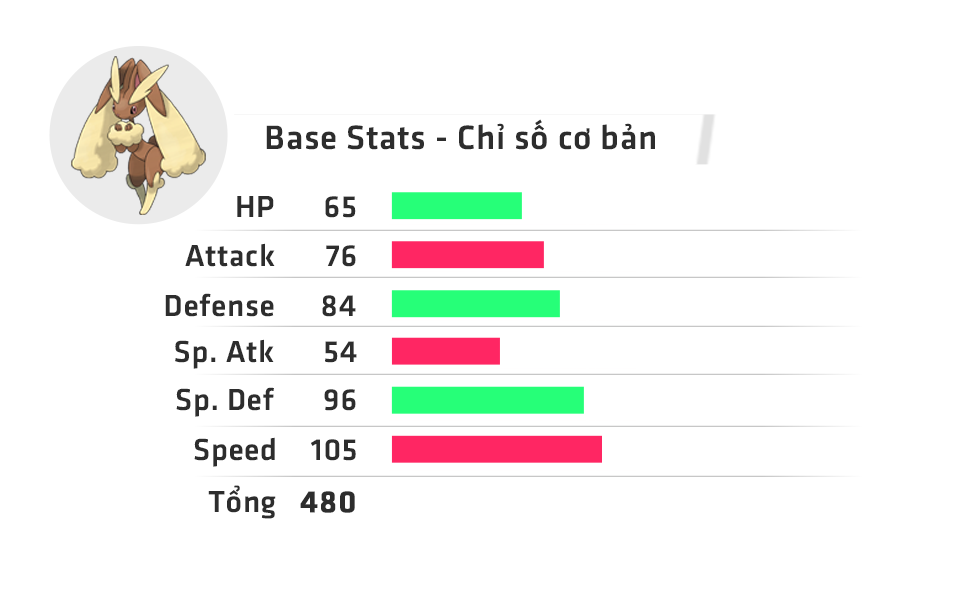 Base Stats - Chỉ số cơ bản
HP 65
Attack 76
Defense 84
Sp. Atk 54
Sp. Def 96
Speed 105
Tổng 480